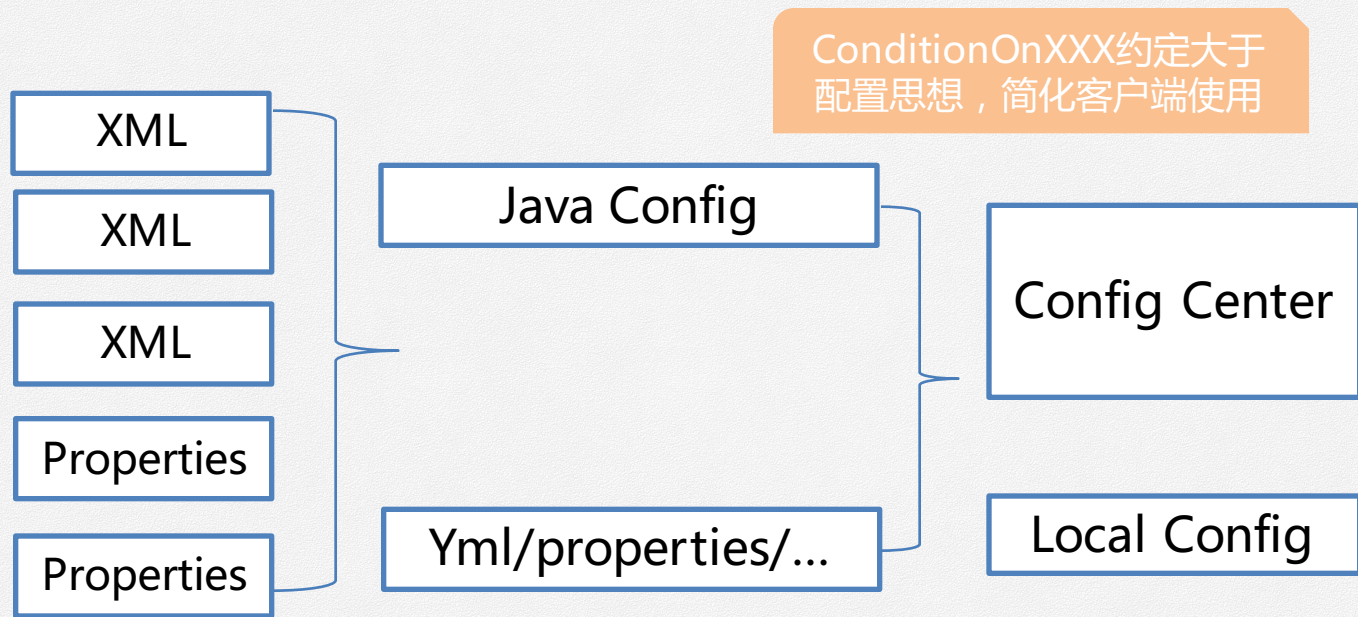 ConditionOnXXX约定大于
配置思想，简化客户端使用
XML
XML
XML
Properties
Properties
Java Config
Yml/properties/...
Config Center
Local Config